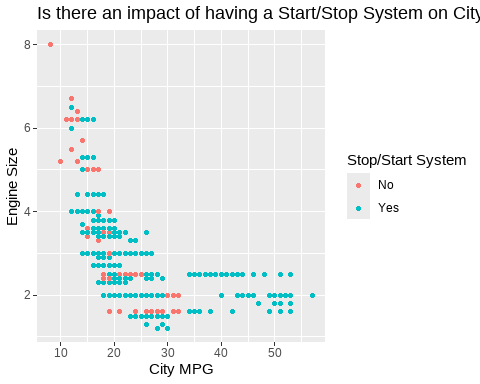 Is there an impact of having a Start/Stop System on City
8
6
4
2
Engine Size
10 20 30 40 50
City MPG
Stop/Start System
No
Yes